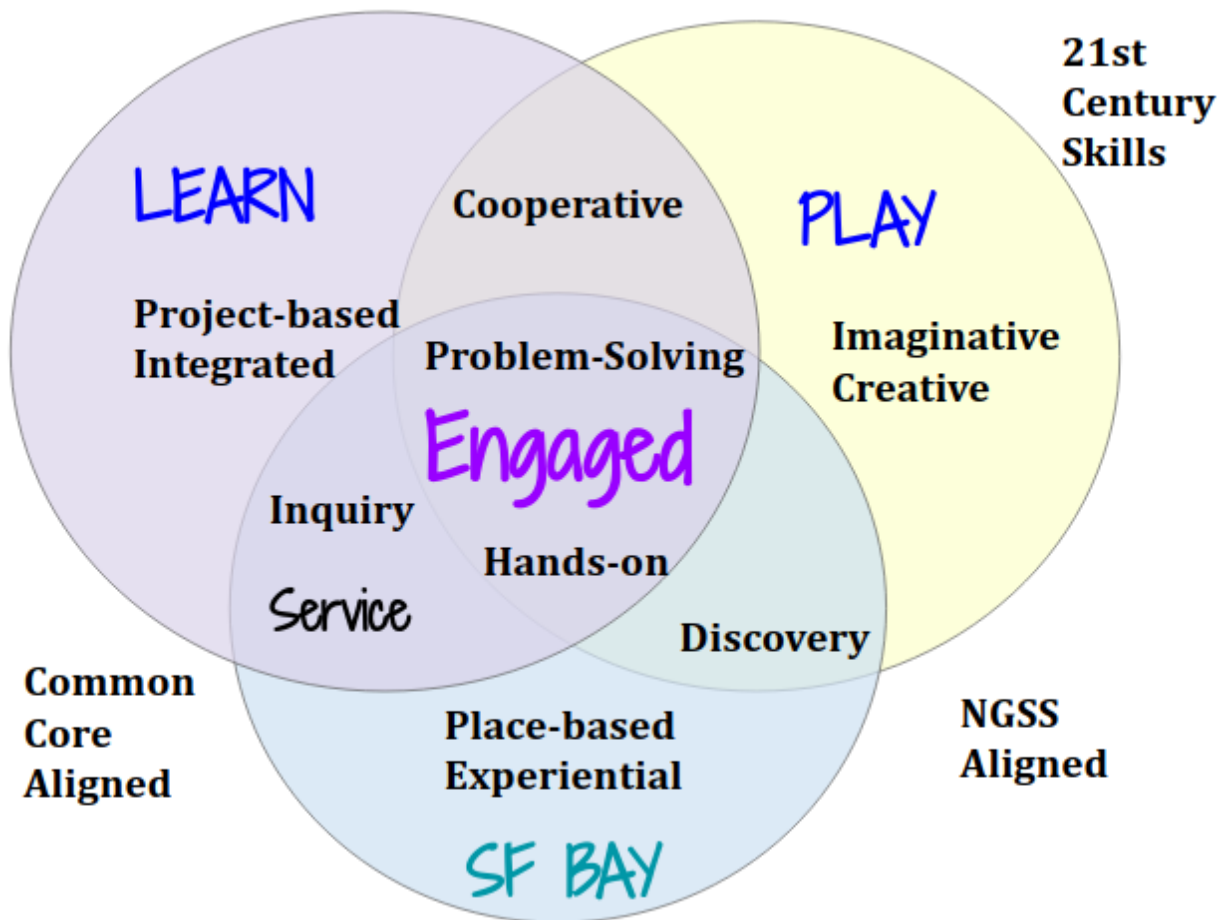 21st
Century
Skills
LEARN
Cooperative
PLAY
Project-based
Integrated
Problem-Solving
Imaginative
Creative
Engaged
Inquiry
Hands-on
Service
Discovery
Common
Core
Aligned
Place-based
Experiential
NGSS
Aligned
SF BAY